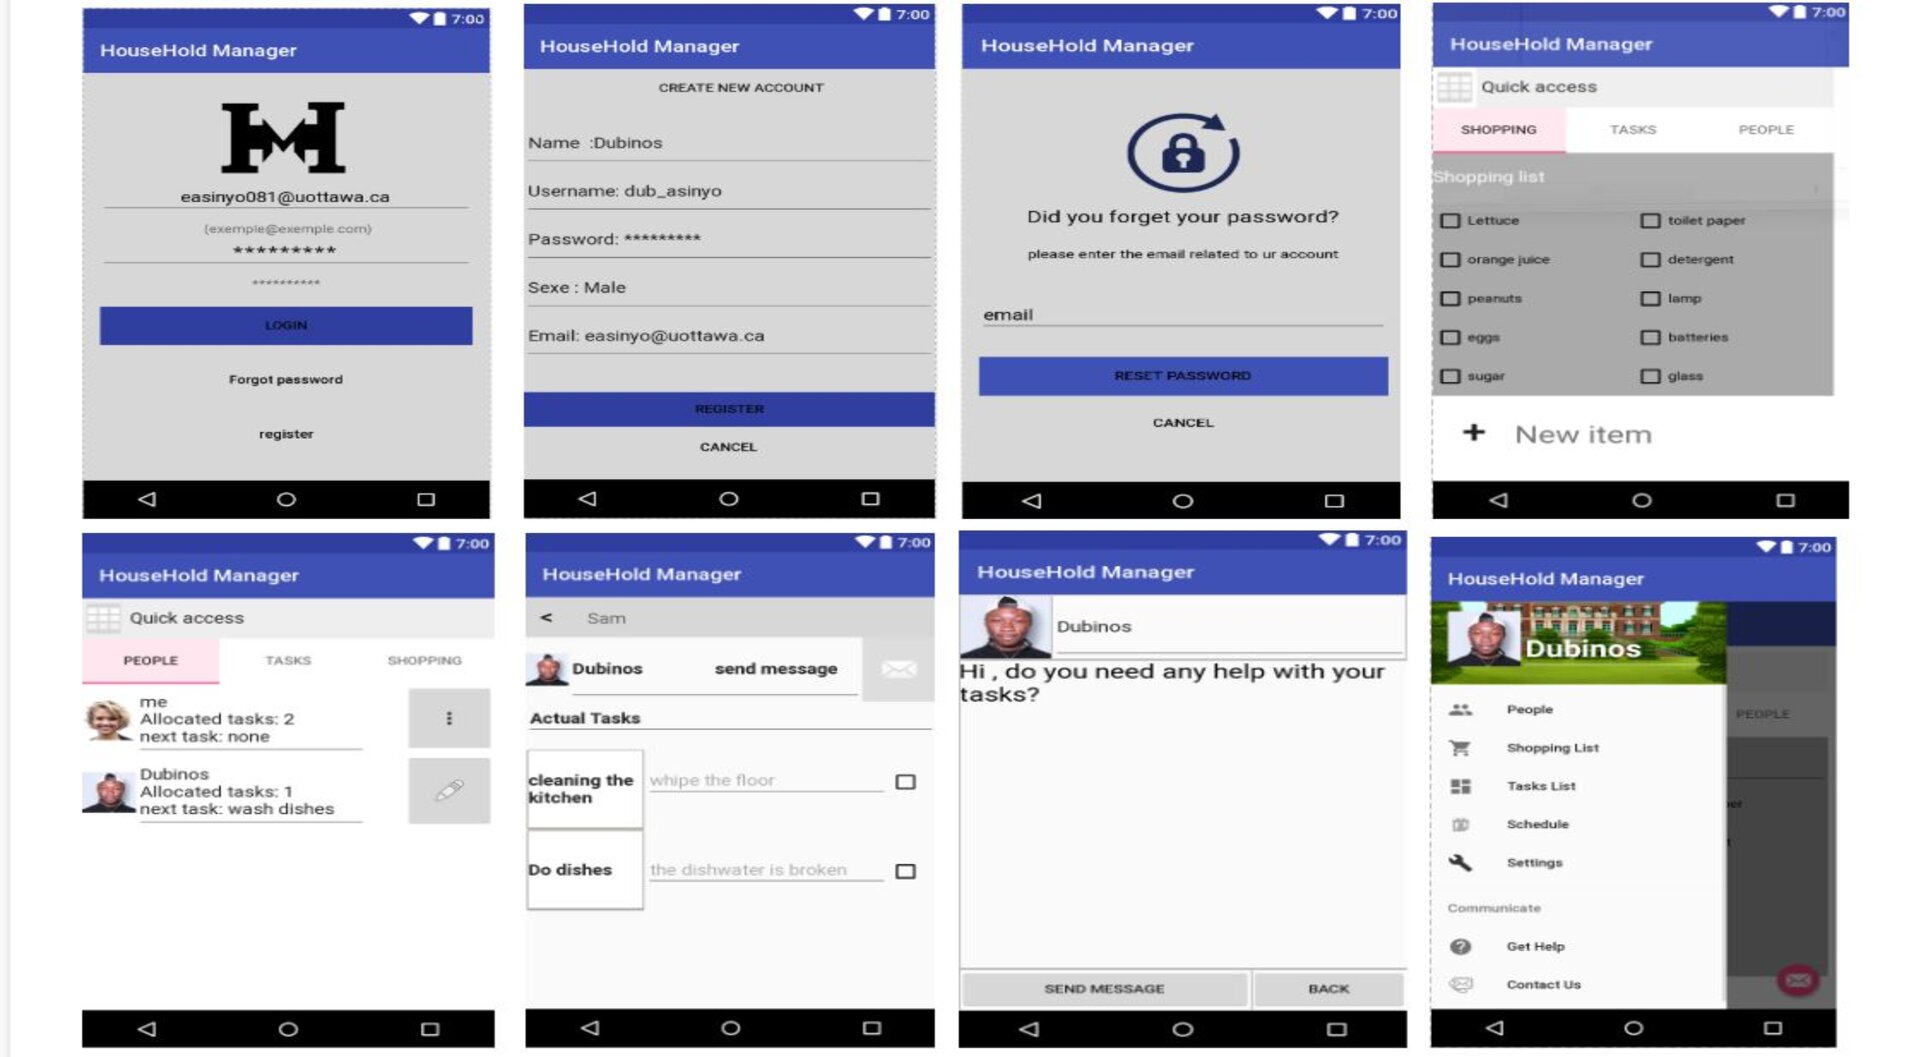 7:00
HouseHold Manager
HM
easinyo081@uottawa.ca
(exemple@exemple.com)
*********
**********
LOGIN
Forgot password
register
7:00
HouseHold Manager
CREATE NEW ACCOUNT
Name :Dubinos
Username: dub_asinyo
Password: *********
Sexe : Male
Email: easinyo@uottawa.ca
REGISTER
CANCEL
7:00
HouseHold Manager
Did you forget your password?
please enter the email related to ur account
email
RESET PASSWORD
CANCEL
7:00
HouseHold Manager
Quick access
SHOPPING TASKS PEOPLE
Shopping list
Lettuce toilet paper
orange juice detergent
peanuts lamp
eggs batteries
sugar glass
+ New item
7:00
HouseHold Manager
Quick access
PEOPLE TASKS SHOPPING
me
Allocated tasks: 2
next task: none
Dubinos
Allocated tasks: 1
next task: wash dishes
7:00
HouseHold Manager
< Sam
Dubinos send message
Actual Tasks
cleaning the
kitchen
whipe the floor
Do dishes the dishwater is broken
7:00
HouseHold Manager
Dubinos
Hi , do you need any help with your
tasks?
SEND MESSAGE BACK
7:00
HouseHold Manager
Dubinos
People
PEOPLE
Shopping List
Tasks List
Schedule
Settings
Communicate
Get Help
Contact Us